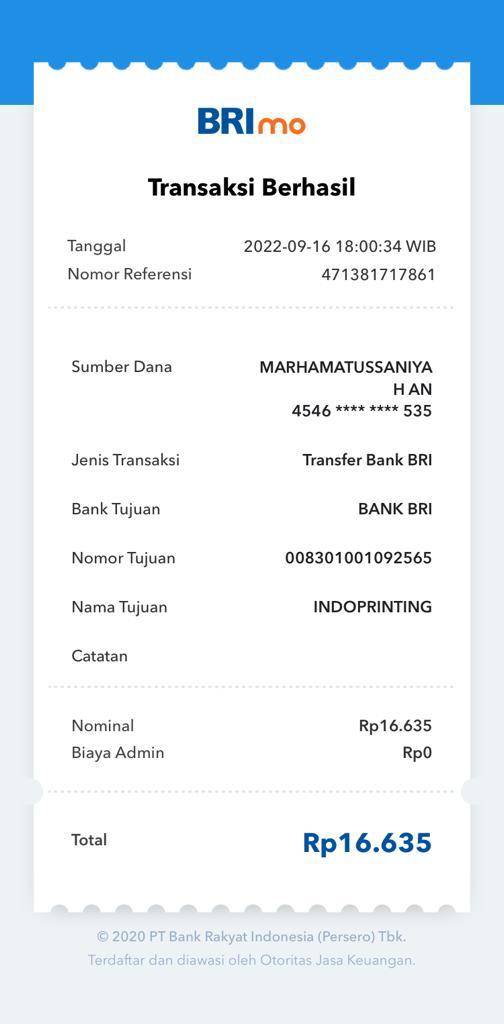 BRImo
Transaksi Berhasil
Tanggal 2022-09-16 18:00:34 WIB
Nomor Referensi 471381717861
Sumber Dana MARHAMATUSSANIYA
H AN
4546 **** **** 535
Jenis Transaksi Transfer Bank BRI
Bank Tujuan BANK BRI
Nomor Tujuan 008301001092565
Nama Tujuan INDOPRINTING
Catatan
Nominal Rp16.635
Biaya Admin Rp0
Total Rp16.635
© 2020 PT Bank Rakyat Indonesia (Persero) Tbk.
Terdaftar dan diawasi oleh Otoritas Jasa Keuangan.